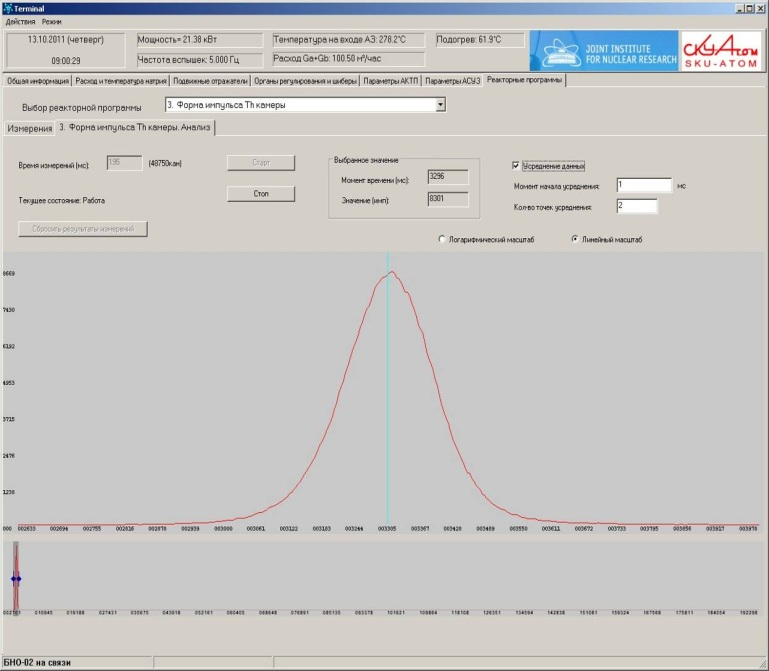 Terminal
Действия Режим
13.10.2011 (четверг)
09:00:29
Мощность= 21.38 кВт
Частота вспышек: 5.000 Гц
Температура на входе АЗ: 278.2°С
Расход Ga+Gb: 100.50 м³/час
Подогрев: 61.9°С
JOINT INSTITUTE
FOR NUCLEAR RESEARCH
СКУ Атом
SKU-ATOM
Общая информация Расход и температура натрия Подвижные отражатели Органы регулирования и шиберы Параметры АКТП Параметры АСУЗ Реакторные программы
Выбор реакторной программы 3. Форма импульса Th камеры
Измерения 3. Форма импульса Th камеры. Анализ
Время измерений (мс): 195 (48750кан)
Старт
Текущее состояние: Работа
Стоп
Сбросить результаты измерений
Выбранное значение
Момент времени (мс): 3296
Значение (имп): 8301
Усреднение данных
Момент начала усреднения: 1 мс
Кол-во точек усреднения: 2
Логарифмический масштаб Линейный масштаб
8669
7430
6192
4953
3715
2476
1238
000 002633 002694 002755 002816 002878 002939 003000 003061 003122 003183 003244 003305 003367 003428 003489 003550 003611 003672 003733 003795 003856 003917 003978
010845 019188 027431 035675 043918 052161 060405 068648 076891 085135 093378 101621 109864 118108 126351 134594 142838 151081 159324 167568 175811 184054 192298
БНО-02 на связи